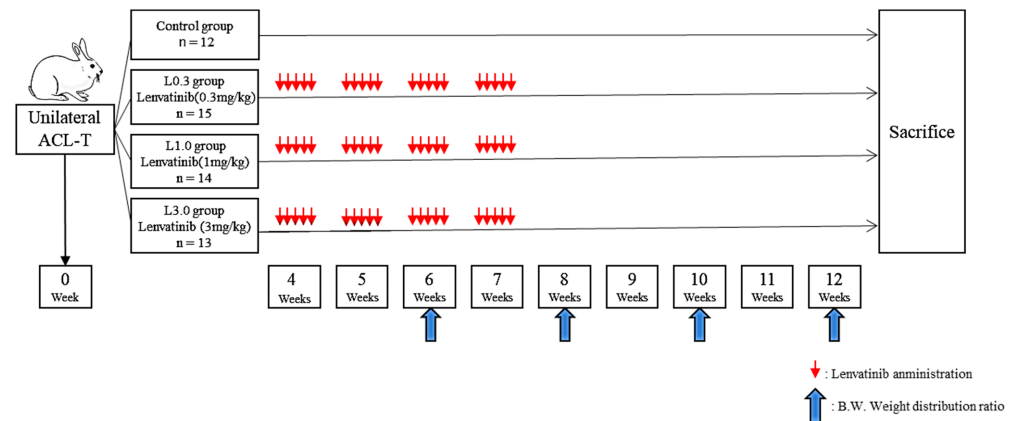 Control group
n = 12
L0.3 group
Lenvatinib(0.3mg/kg)
n = 15
Unilateral
ACL-T
L1.0 group
Lenvatinib(1mg/kg)
n = 14
L3.0 group
Lenvatinib (3mg/kg)
n = 13
Sacrifice
0
Week
4
Weeks
5
Weeks
6
Weeks
7
Weeks
8
Weeks
9
Weeks
10
Weeks
11
Weeks
12
Weeks
: Lenvatinib anministration
: B.W. Weight distribution ratio